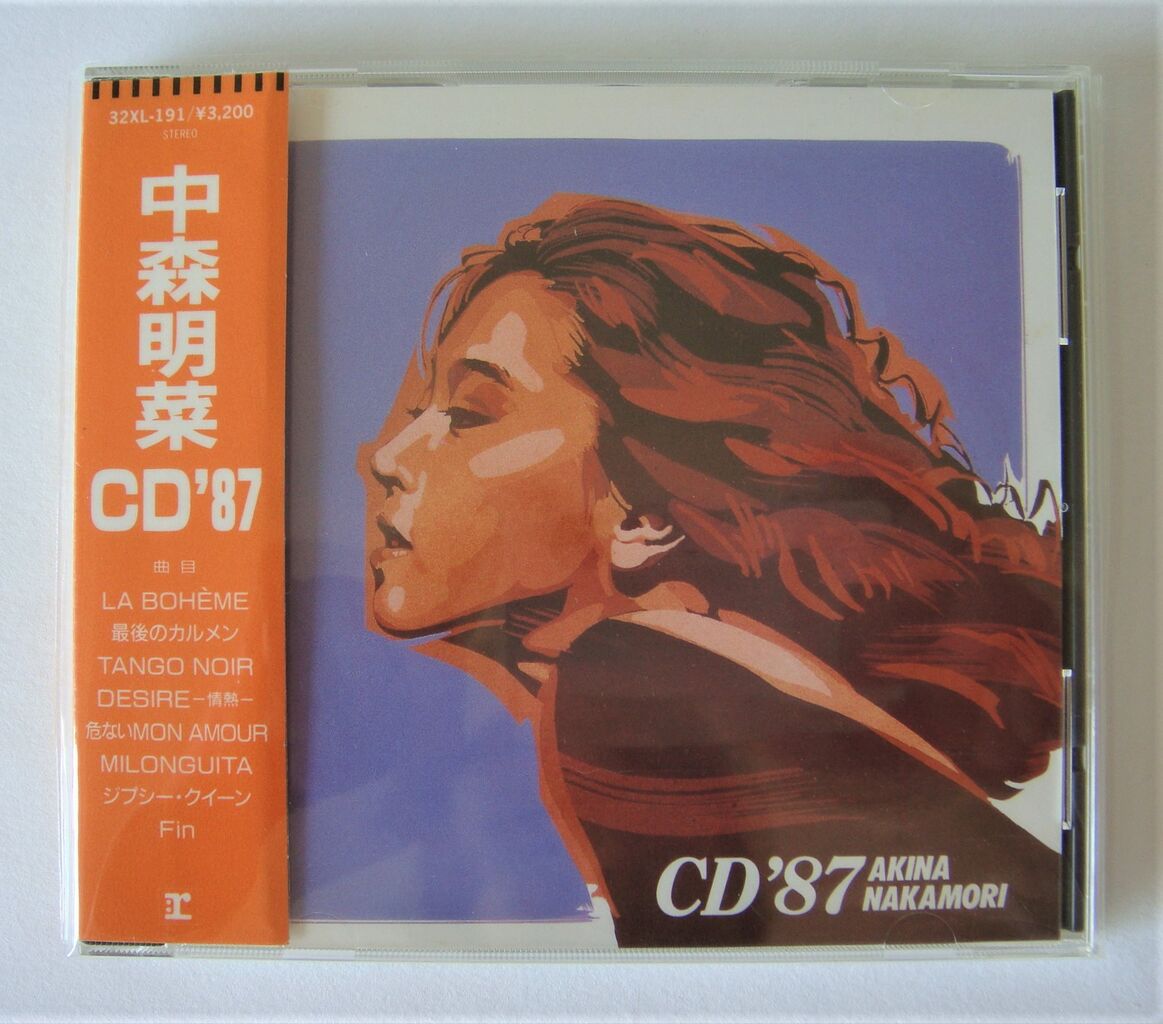 32XL-191/¥3,200
STEREO
中森明菜
CD'87
曲目
LA BOHÈME
最後のカルメン
TANGO NOIR
DESIRE－情熱－
危ないMON AMOUR
MILONGUITA
ジプシー・クイーン
Fin
:r
CD'87 AKINA
NAKAMORI